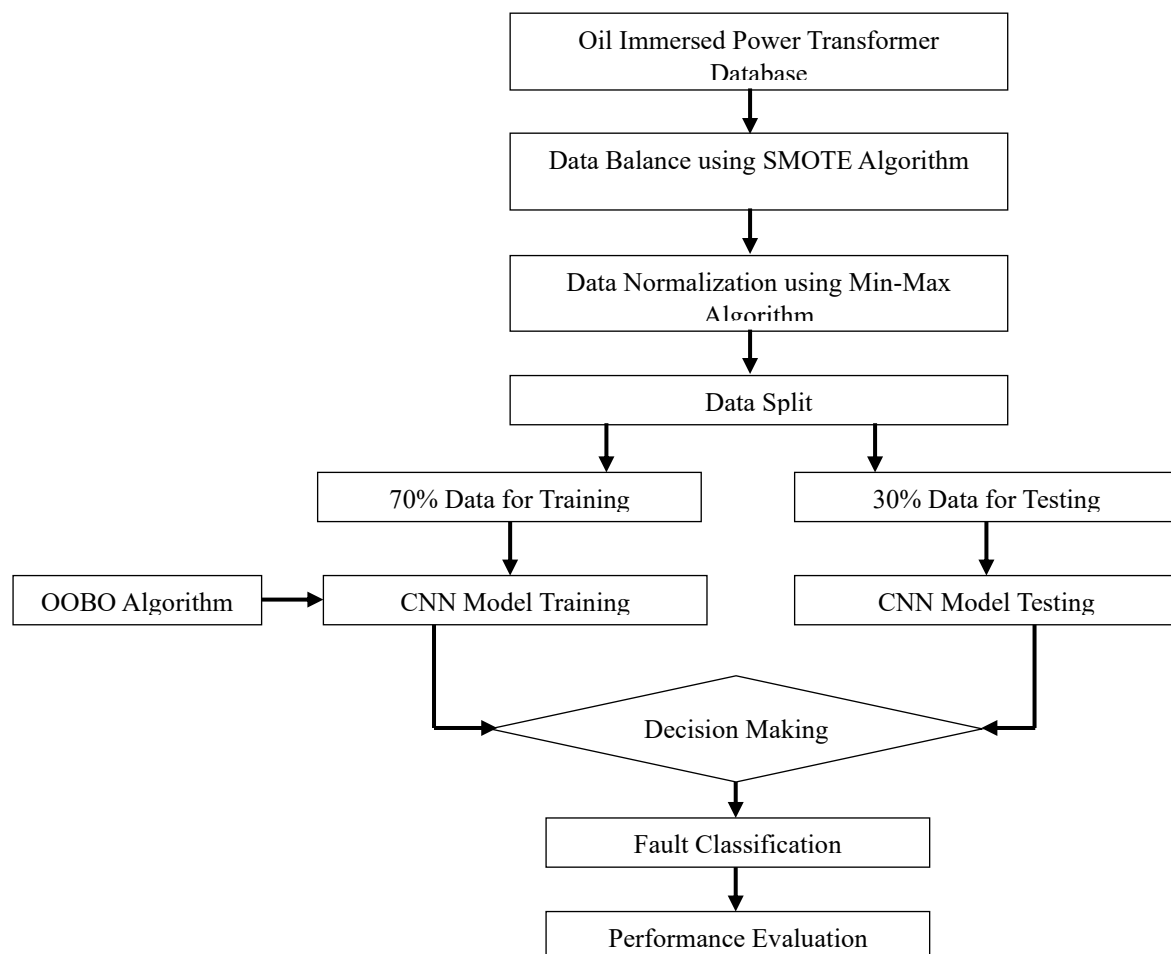 Oil Immersed Power Transformer
Database
Data Balance using SMOTE Algorithm
Data Normalization using Min-Max
Algorithm
Data Split
70% Data for Training
30% Data for Testing
OOBO Algorithm
CNN Model Training
CNN Model Testing
Decision Making
Fault Classification
Performance Evaluation